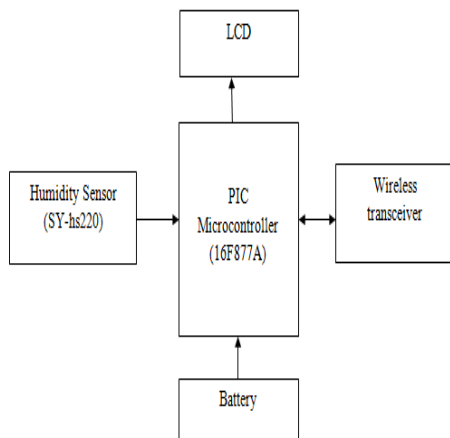 LCD
Humidity Sensor
(SY-hs220)
PIC
Microcontroller
(16F877A)
Wireless
transceiver
Battery